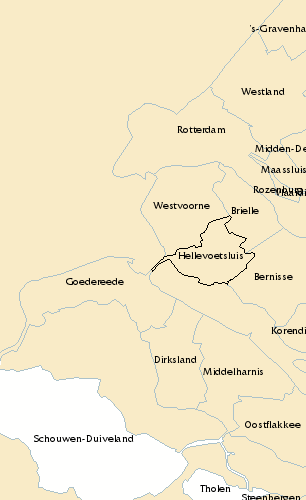 's-Gravenha
Westland
Rotterdam
Midden-De
Maassluis
Rozenburg
Westvoorne
Brielle
Hellevoetsluis
Bernisse
Goedereede
Korendi
Dirksland
Middelharnis
Oostflakkee
Schouwen-Duiveland
Tholen
Steenbergen